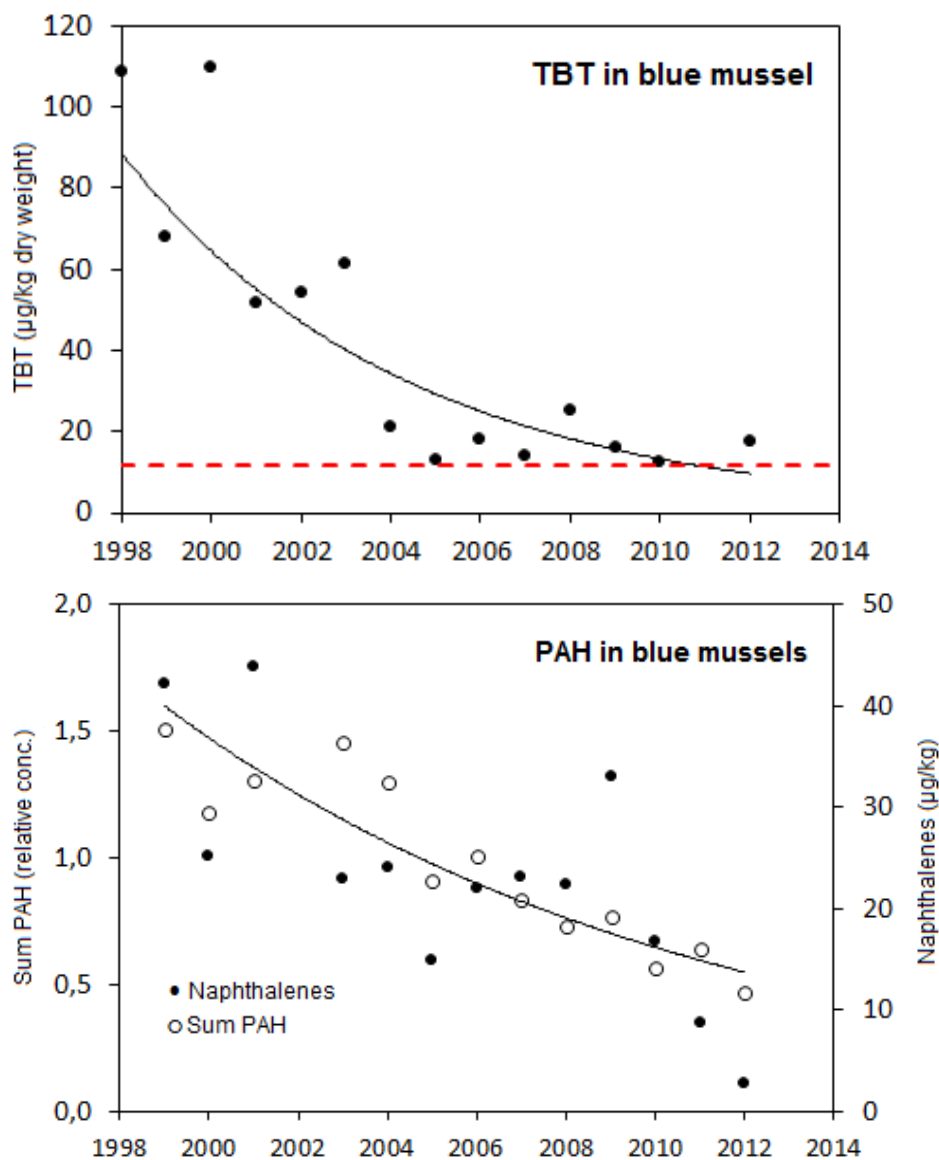 TBT in blue mussel
TBT (µg/kg dry weight)
120
100
80
60
40
20
0
1998 2000 2002 2004 2006 2008 2010 2012 2014
PAH in blue mussels
Sum PAH (relative conc.)
2,0
1,5
1,0
0,5
0,0
Naphthalenes
Sum PAH
50
40
30
20
10
0
Naphthalenes (µg/kg)
1998 2000 2002 2004 2006 2008 2010 2012 2014